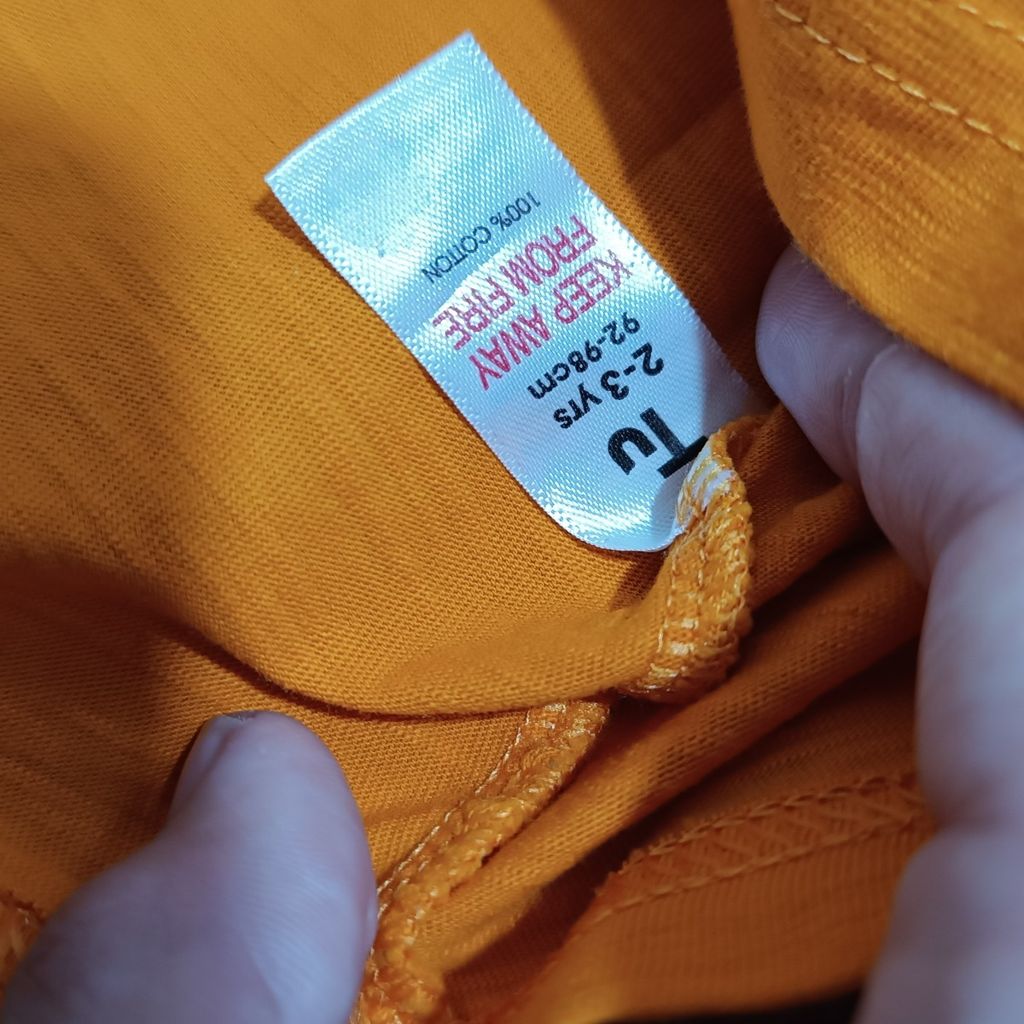 Tu
2-3 yrs
92-98cm
KEEP AWAY
FROM FIRE
100% COTTON